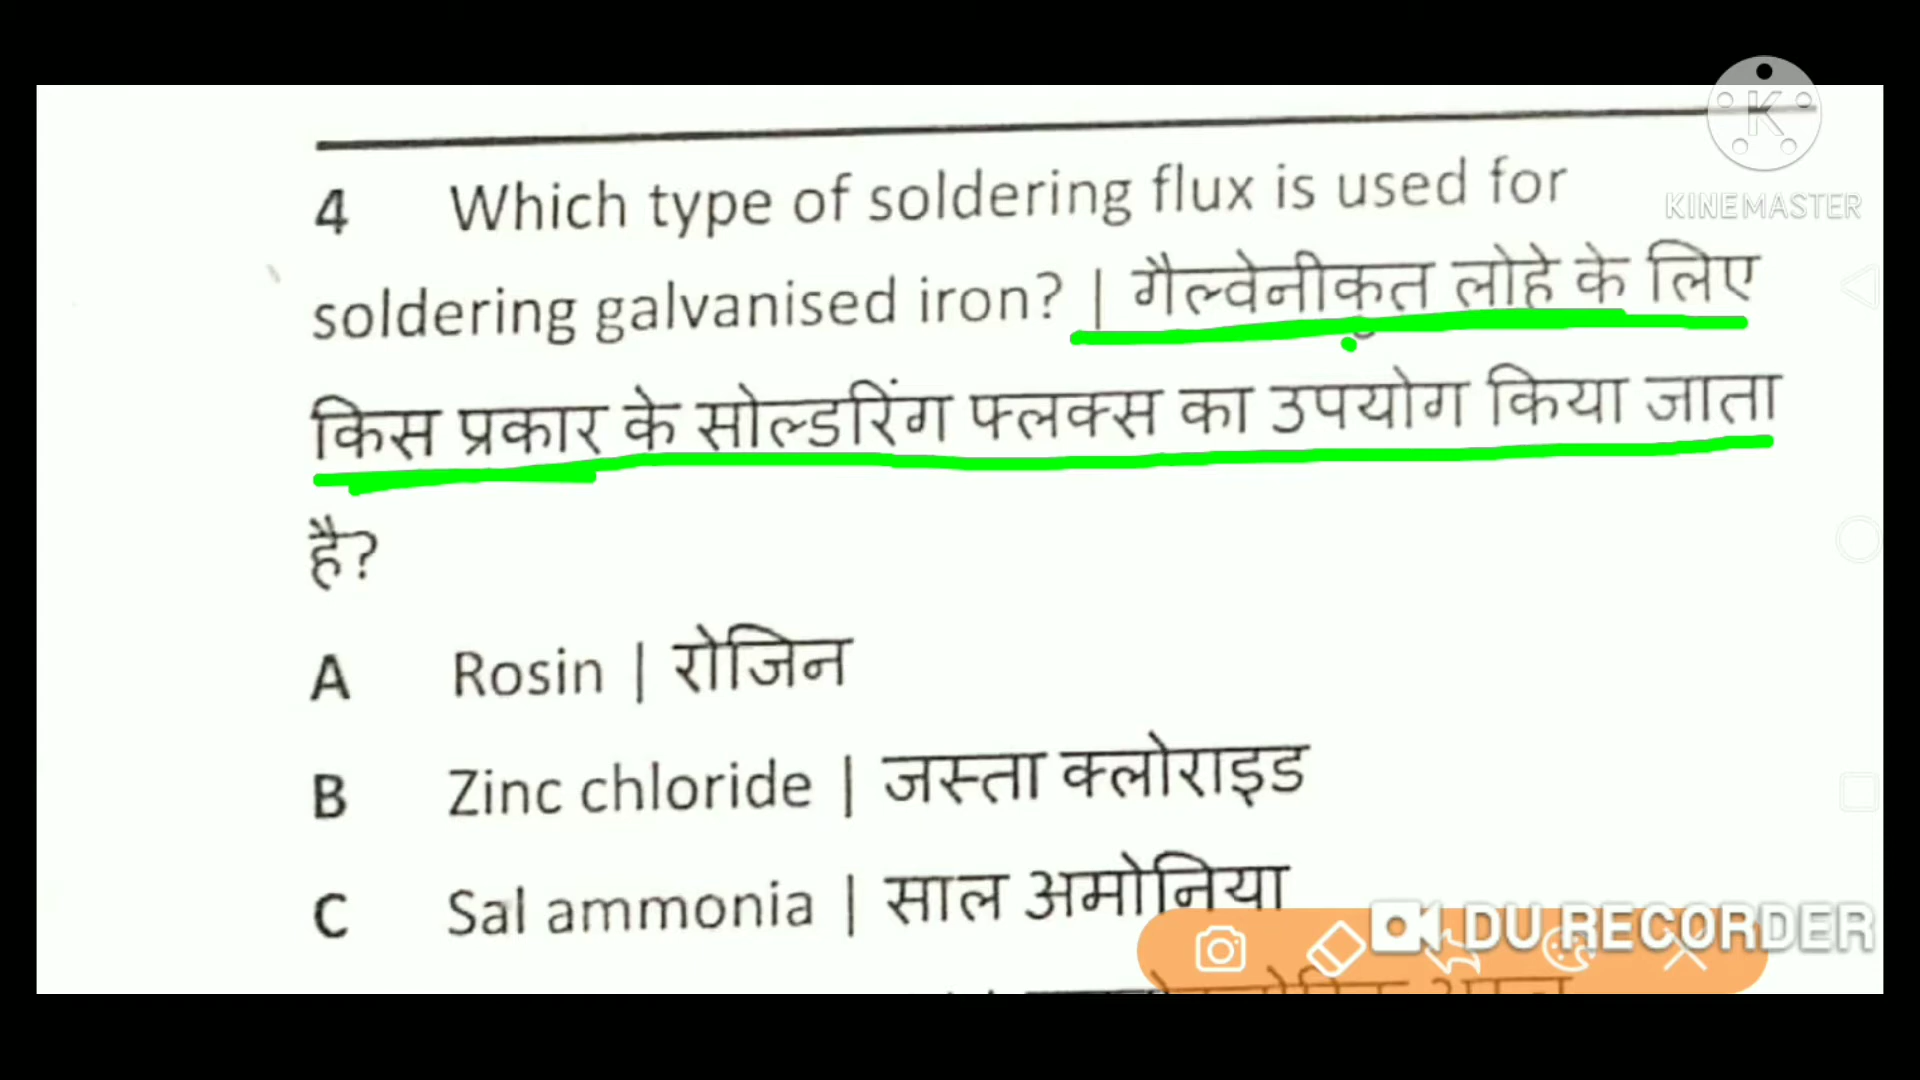 KINEMASTER
4 Which type of soldering flux is used for
soldering galvanised iron? | गैल्वेनीकृत लोहे के लिए
किस प्रकार के सोल्डरिंग फ्लक्स का उपयोग किया जाता
है?
A Rosin | रोजिन
B Zinc chloride | जस्ता क्लोराइड
C Sal ammonia | साल अमोनिया
DU RECORDER